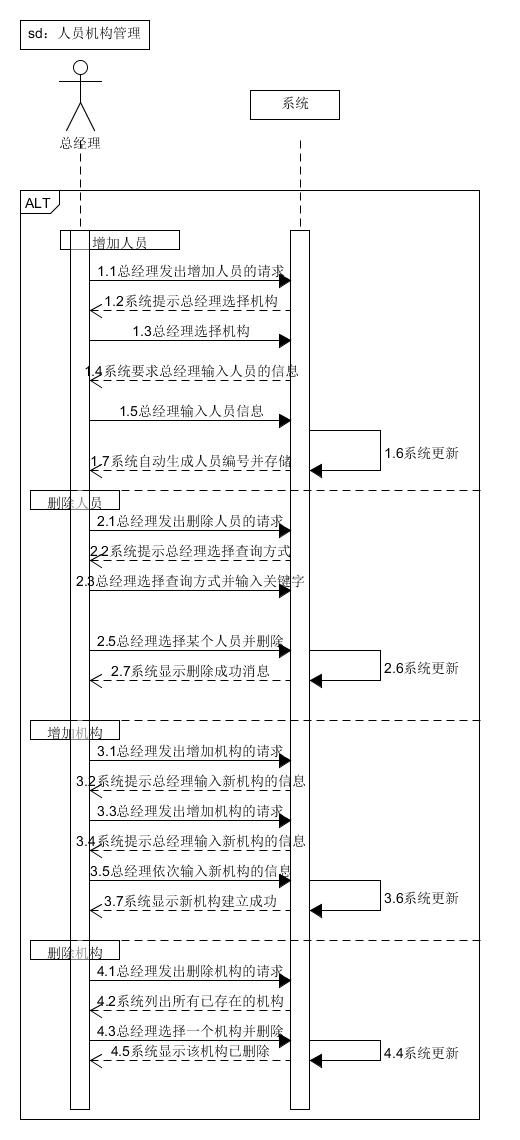 sd：人员机构管理
总经理
系统
ALT
增加人员
1.1总经理发出增加人员的请求
1.2系统提示总经理选择机构
1.3总经理选择机构
1.4系统要求总经理输入人员的信息
1.5总经理输入人员信息
1.6系统更新
1.7系统自动生成人员编号并存储
删除人员
2.1总经理发出删除人员的请求
2.2系统提示总经理选择查询方式
2.3总经理选择查询方式并输入关键字
2.5总经理选择某个人员并删除
2.6系统更新
2.7系统显示删除成功消息
增加机构
3.1总经理发出增加机构的请求
3.2系统提示总经理输入新机构的信息
3.3总经理发出增加机构的请求
3.4系统提示总经理输入新机构的信息
3.5总经理依次输入新机构的信息
3.6系统更新
3.7系统显示新机构建立成功
删除机构
4.1总经理发出删除机构的请求
4.2系统列出所有已存在的机构
4.3总经理选择一个机构并删除
4.5系统显示该机构已删除
4.4系统更新